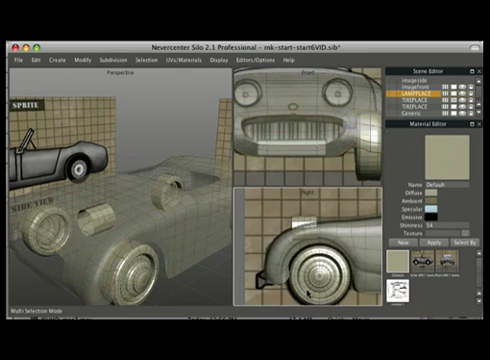 Nevercenter Silo 2.1 Professional - mk-start-start6VID.sib*
File Edit Create Modify Subdivision Selection UVs/Materials Display Editors/Options Help
Perspective
Front
Scene Editor
imageside
imagefront
LAMPPLACE
TIREPLACE
TIREPLACE
Generic
SPRITE
SIDE VIEW
Right
Material Editor
Name Default
Diffuse
Ambient
Specular
Emissive
Shininess 54
Texture
New Apply Select By
Default
Multi Selection Mode